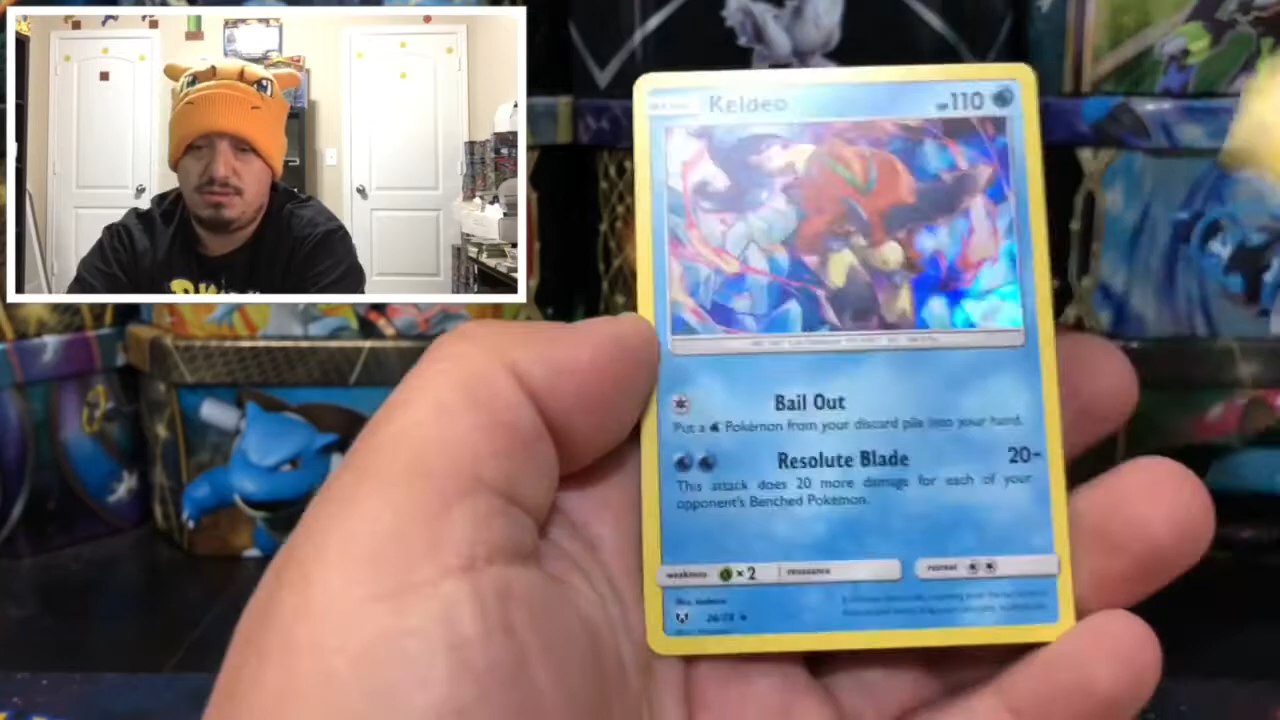 Keldeo
110
Bail Out
Put a Pokémon from your discard pile into your hand.
Resolute Blade 20-
This attack does 20 more damage for each of your
opponent's Benched Pokémon.
weakness ×2 resistance
retreat